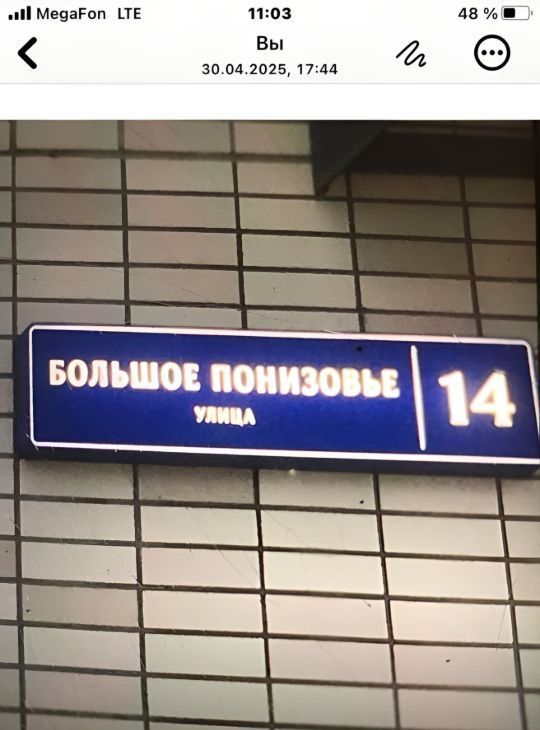 MegaFon LTE 11:03 48 %
Вы
30.04.2025, 17:44
БОЛЬШОЕ ПОНИЗОВЬЕ 14
УЛИЦА